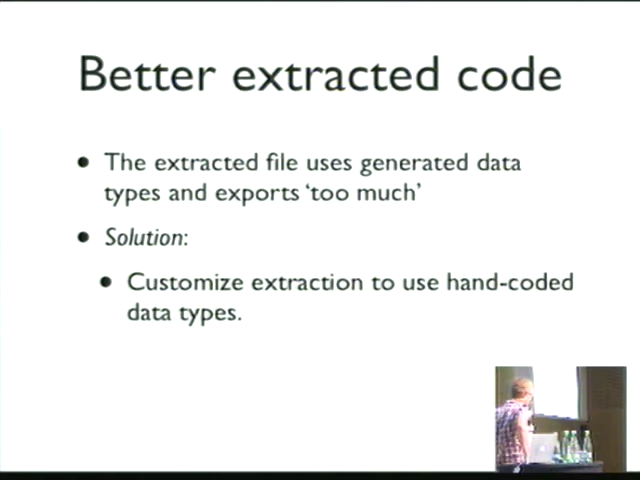 Better extracted code
• The extracted file uses generated data
types and exports ‘too much’
• Solution:
• Customize extraction to use hand-coded
data types.